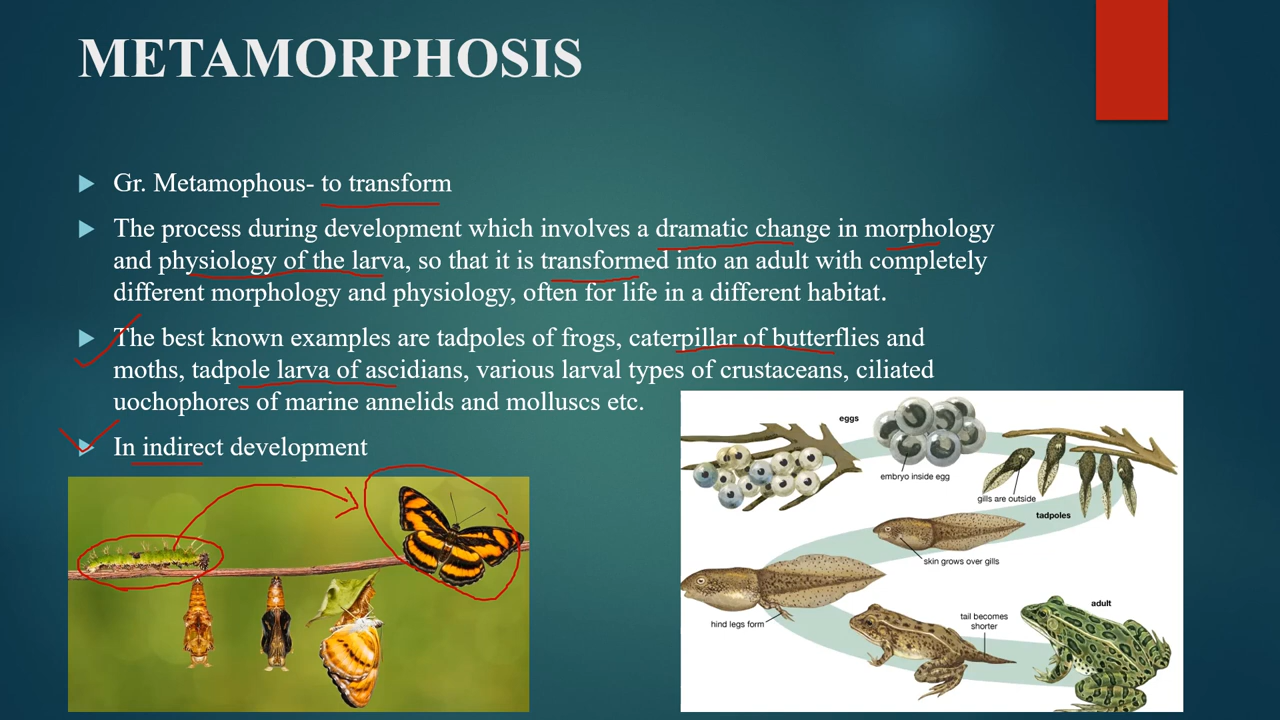 METAMORPHOSIS
Gr. Metamophous- to transform
The process during development which involves a dramatic change in morphology
and physiology of the larva, so that it is transformed into an adult with completely
different morphology and physiology, often for life in a different habitat.
The best known examples are tadpoles of frogs, caterpillar of butterflies and
moths, tadpole larva of ascidians, various larval types of crustaceans, ciliated
uochophores of marine annelids and molluscs etc.
In indirect development
eggs
embryo inside egg
gills are outside
tadpoles
skin grows over gills
hind legs form
tail becomes
shorter
adult